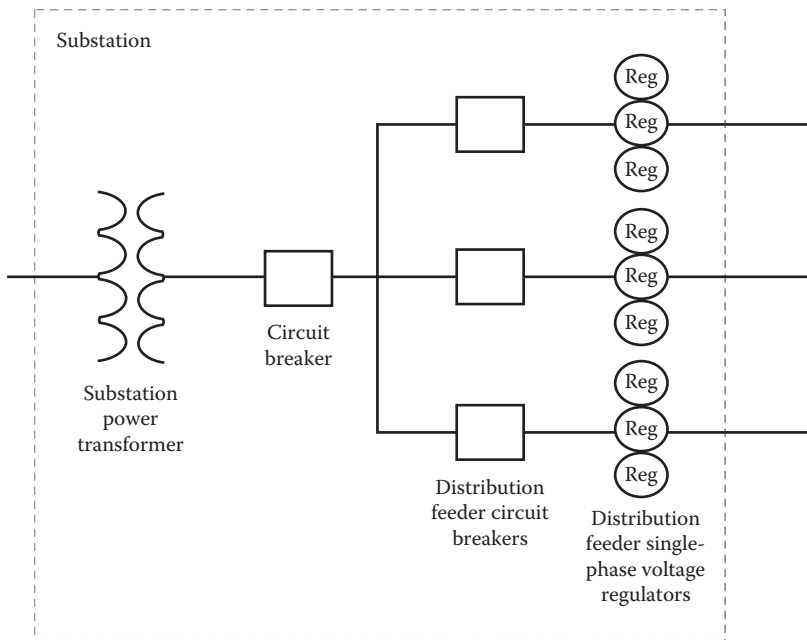 Substation
Reg
Reg
Reg
Reg
Reg
Reg
Circuit
breaker
Substation
power
transformer
Reg
Reg
Reg
Distribution
feeder circuit
breakers
Distribution
feeder single-
phase voltage
regulators